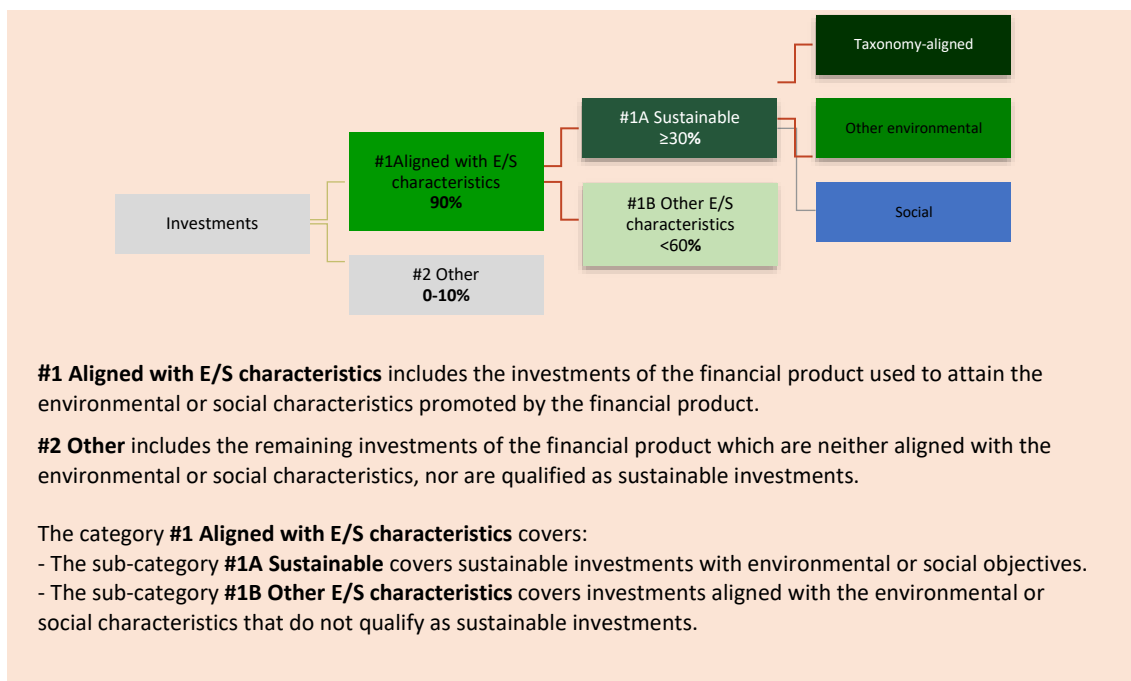 Taxonomy-aligned
#1A Sustainable
≥30%
Other environmental
#1Aligned with E/S
characteristics
90%
#1B Other E/S
characteristics
<60%
Social
Investments
#2 Other
0-10%
#1 Aligned with E/S characteristics includes the investments of the financial product used to attain the
environmental or social characteristics promoted by the financial product.
#2 Other includes the remaining investments of the financial product which are neither aligned with the
environmental or social characteristics, nor are qualified as sustainable investments.
The category #1 Aligned with E/S characteristics covers:
- The sub-category #1A Sustainable covers sustainable investments with environmental or social objectives.
- The sub-category #1B Other E/S characteristics covers investments aligned with the environmental or
social characteristics that do not qualify as sustainable investments.